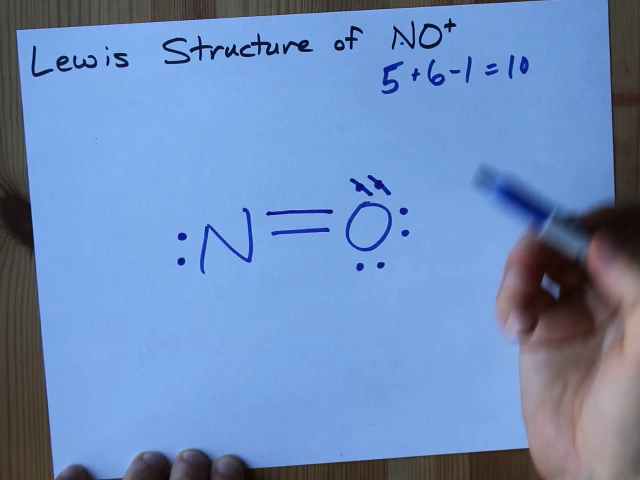 Lewis Structure of NO⁺
5+6-1=10
:N=O: